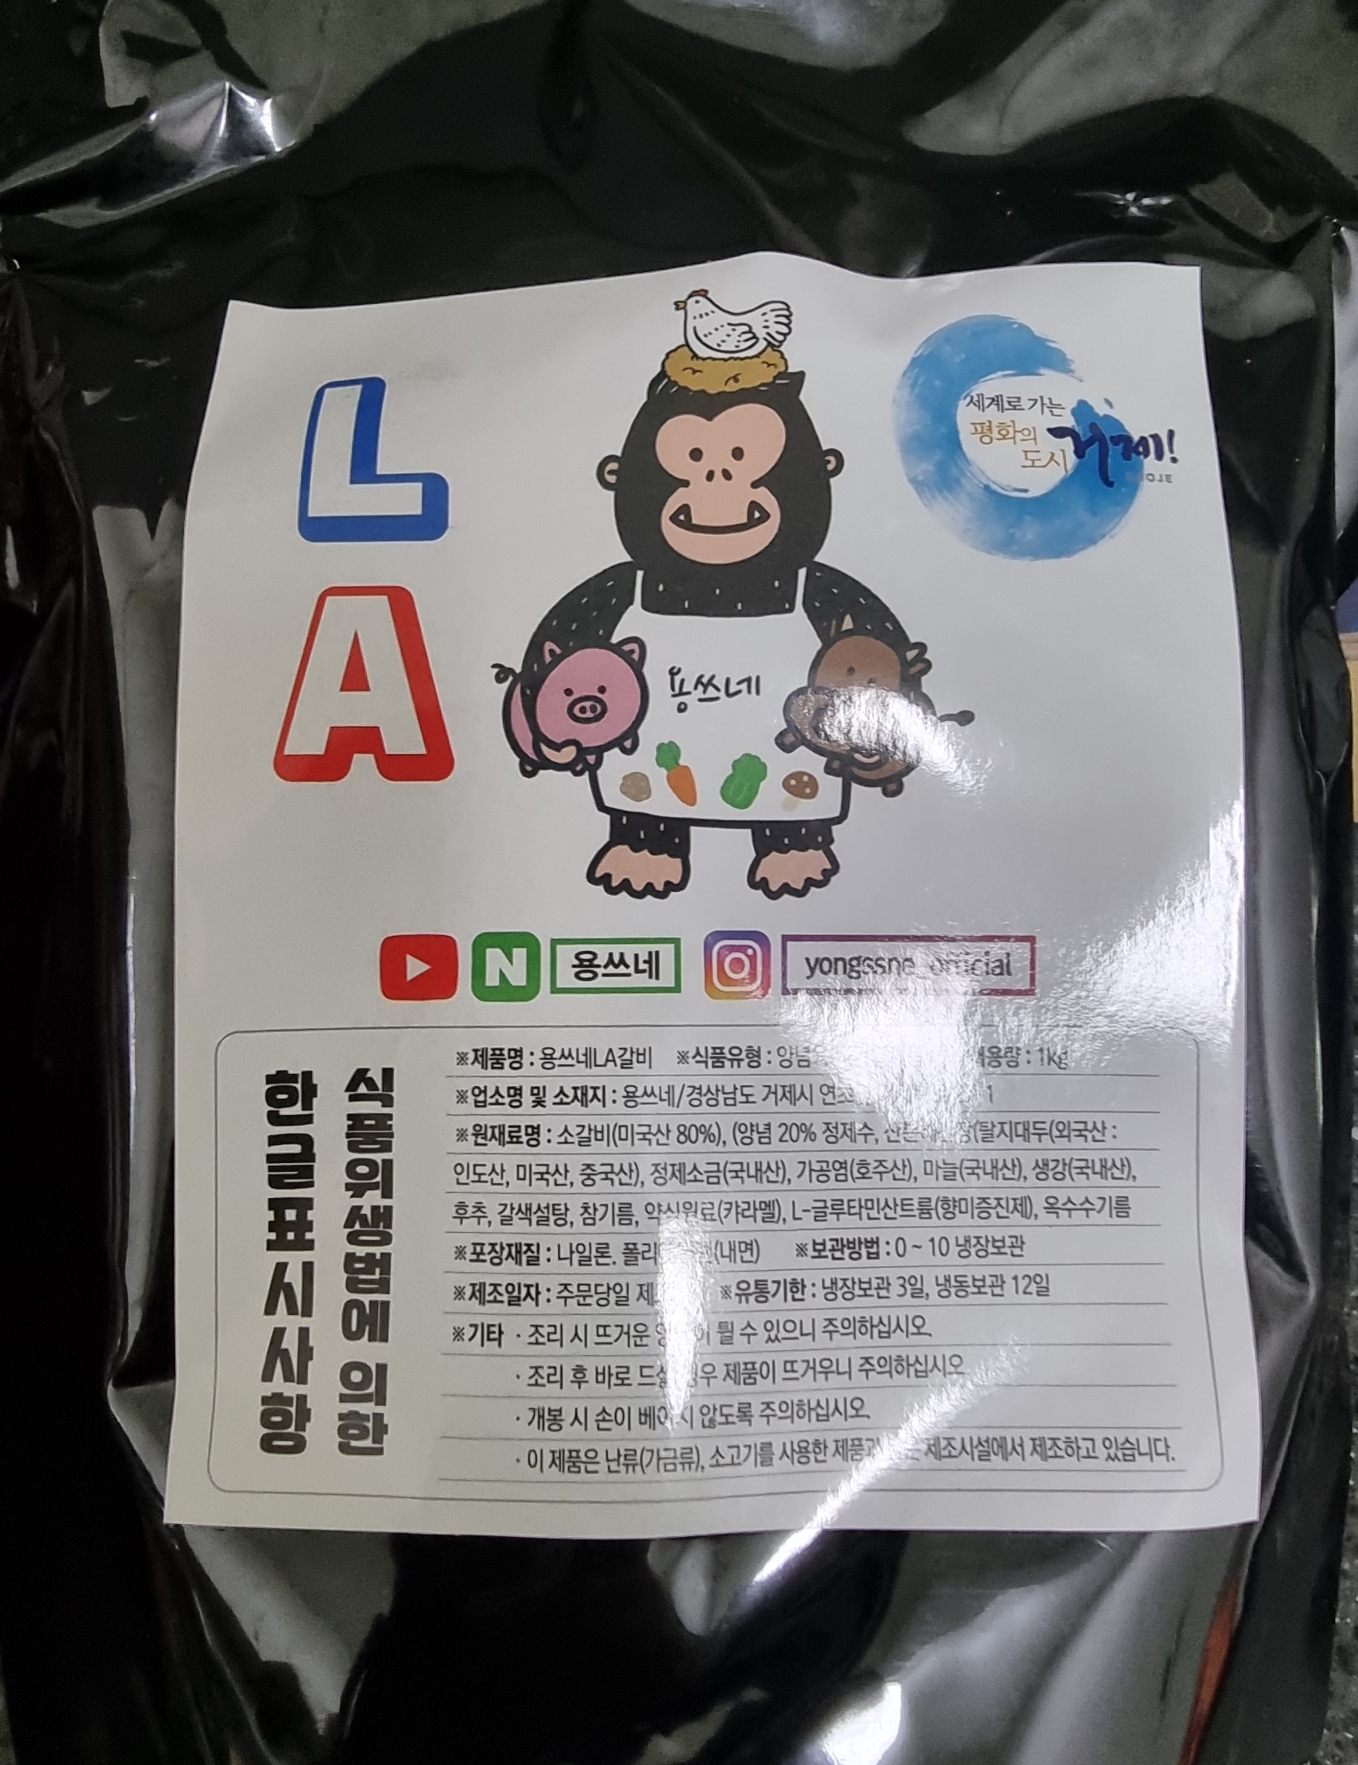 L
A
세계로 가는
평화의
도시 거제!
용쓰네
N 용쓰네
yongssne_official
식품위생법에 의한
한글표시사항
※제품명 : 용쓰네LA갈비 ※식품유형 : 1kg
※업소명 및 소재지 : 용쓰네/경상남도 거제시
※원재료명 : 소갈비(미국산 80%), (양념 20% 정제수, (탈지대두(외국산 :
인도산, 미국산, 중국산), 정제소금(국내산), 가공염(호주산), 마늘(국내산), 생강(국내산),
후추, 갈색설탕, 참기름, (캬라멜), L-글루타민산트륨(향미증진제), 옥수수기름
※포장재질 : 나일론. (내면) ※보관방법 : 0 ~ 10 냉장보관
※제조일자 : 주문당일 ※유통기한 : 냉장보관 3일, 냉동보관 12일
※기타 · 조리 시 뜨거운 튈 수 있으니 주의하십시오.
· 조리 후 바로 제품이 뜨거우니 주의하십시오.
· 개봉 시 손이 않도록 주의하십시오.
· 이 제품은 난류(가금류), 소고기를 사용한 제조시설에서 제조하고 있습니다.